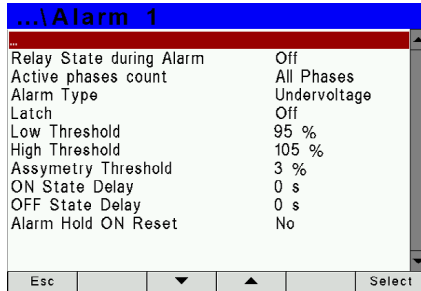 ...\Alarm 1
...
Relay State during Alarm Off
Active phases count All Phases
Alarm Type Undervoltage
Latch Off
Low Threshold 95 %
High Threshold 105 %
Assymetry Threshold 3 %
ON State Delay 0 s
OFF State Delay 0 s
Alarm Hold ON Reset No
Esc Select